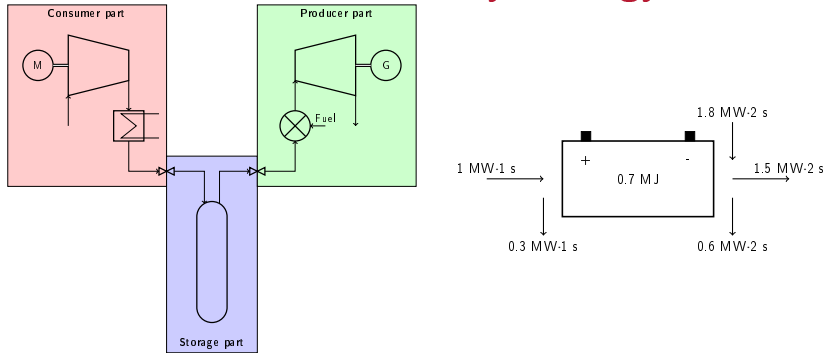 Consumer part
Producer part
M
G
Fuel
Storage part
1.8 MW·2 s
+
-
1 MW·1 s
0.7 MJ
1.5 MW·2 s
0.3 MW·1 s
0.6 MW·2 s